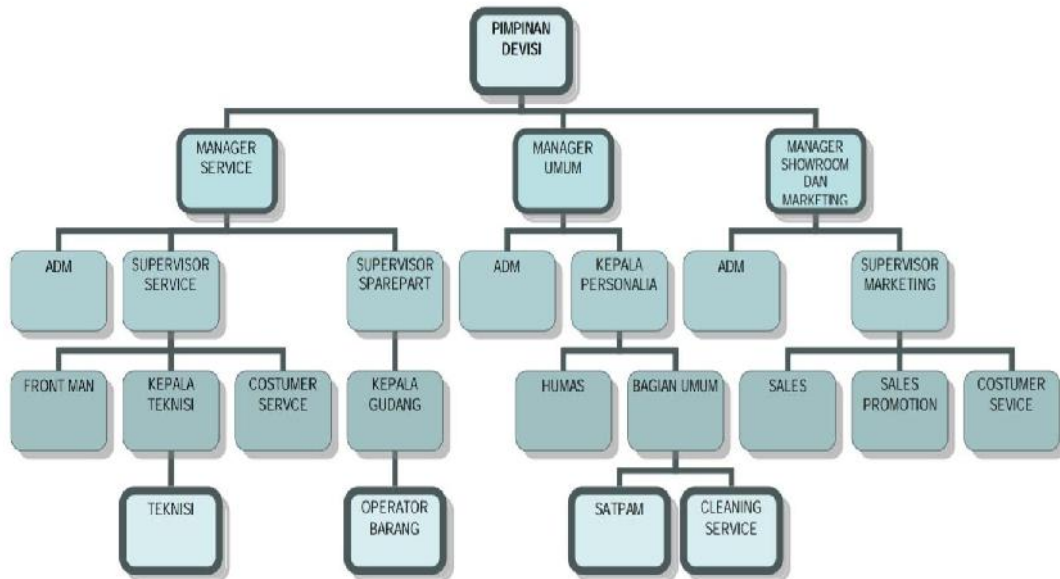 PIMPINAN
DEVISI
MANAGER
SERVICE
MANAGER
UMUM
MANAGER
SHOWROOM
DAN
MARKETING
ADM
SUPERVISOR
SERVICE
SUPERVISOR
SPAREPART
ADM
KEPALA
PERSONALIA
ADM
SUPERVISOR
MARKETING
FRONT MAN
KEPALA
TEKNISI
COSTUMER
SERVCE
KEPALA
GUDANG
HUMAS
BAGIAN UMUM
SALES
SALES
PROMOTION
COSTUMER
SEVICE
TEKNISI
OPERATOR
BARANG
SATPAM
CLEANING
SERVICE